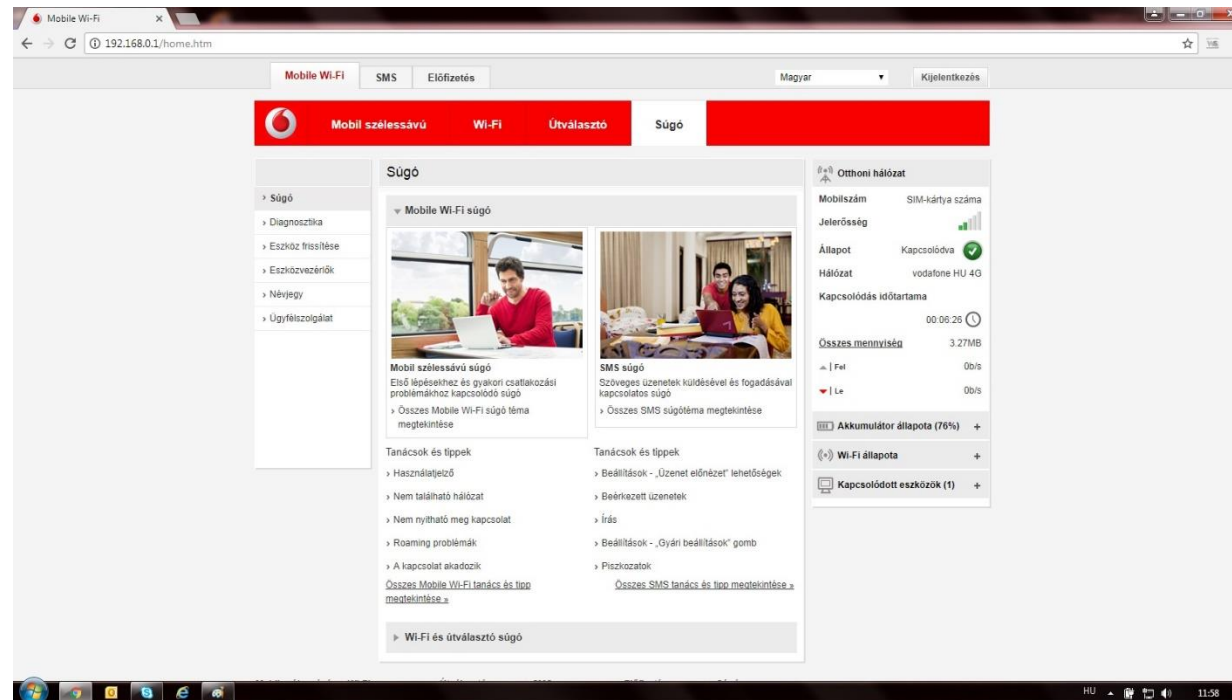 Mobile Wi-Fi
192.168.0.1/home.htm
Mobile Wi-Fi
SMS
Előfizetés
Magyar
Kijelentkezés
Mobil szélessávú
Wi-Fi
Útválasztó
Súgó
› Súgó
› Diagnosztika
› Eszköz frissítése
› Eszközvezérlők
› Névjegy
› Ügyfélszolgálat
Súgó
Mobile Wi-Fi súgó
Mobil szélessávú súgó
Első lépésekhez és gyakori csatlakozási
problémákhoz kapcsolódó súgó
› Összes Mobile Wi-Fi súgó téma
megtekintése
SMS súgó
Szöveges üzenetek küldésével és fogadásával
kapcsolatos súgó
› Összes SMS súgótéma megtekintése
Tanácsok és tippek
› Használatjelző
› Nem található hálózat
› Nem nyitható meg kapcsolat
› Roaming problémák
› A kapcsolat akadozik
Összes Mobile Wi-Fi tanács és tipp
megtekintése »
Tanácsok és tippek
› Beállítások - „Üzenet előnézet” lehetőségek
› Beérkezett üzenetek
› Írás
› Beállítások - „Gyári beállítások” gomb
› Piszkozatok
Összes SMS tanács és tipp megtekintése »
Wi-Fi és útválasztó súgó
Otthoni hálózat
Mobilszám SIM-kártya száma
Jelerősség
Állapot Kapcsolódva
Hálózat vodafone HU 4G
Kapcsolódás időtartama
00:06:26
Összes mennyiség 3.27MB
| Fel 0b/s
| Le 0b/s
Akkumulátor állapota (76%) +
Wi-Fi állapota +
Kapcsolódott eszközök (1) +
HU 11:58